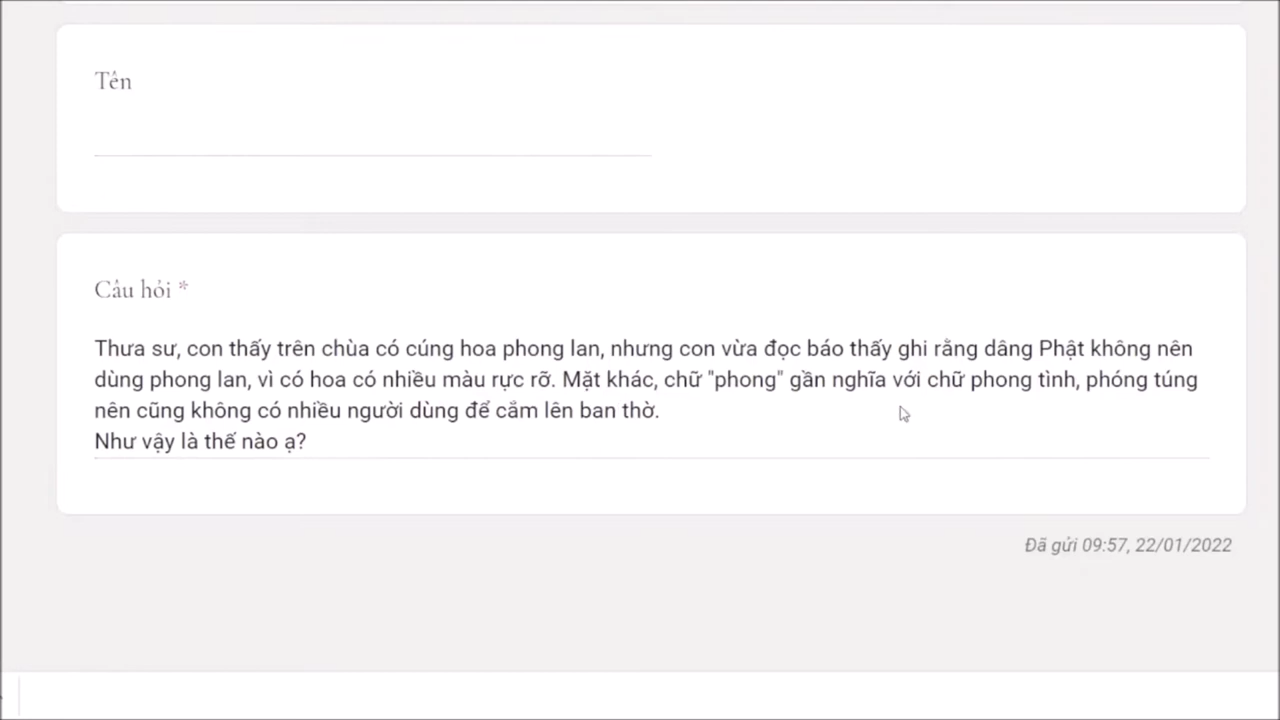 Tên
Câu hỏi *
Thưa sư, con thấy trên chùa có cúng hoa phong lan, nhưng con vừa đọc báo thấy ghi rằng dâng Phật không nên
dùng phong lan, vì có hoa có nhiều màu rực rỡ. Mặt khác, chữ "phong" gần nghĩa với chữ phong tình, phóng túng
nên cũng không có nhiều người dùng để cắm lên ban thờ.
Như vậy là thế nào ạ?
Đã gửi 09:57, 22/01/2022